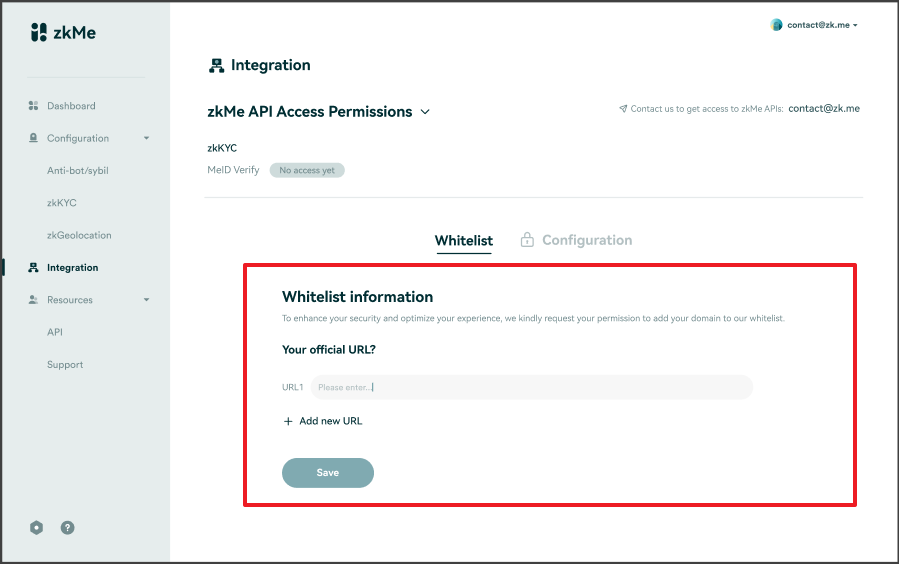 zkMe
contact@zk.me
Integration
Dashboard
Configuration
Anti-bot/sybil
zkKYC
zkGeolocation
Integration
Resources
API
Support
zkMe API Access Permissions
Contact us to get access to zkMe APIs: contact@zk.me
zkKYC
MeID Verify No access yet
Whitelist Configuration
Whitelist information
To enhance your security and optimize your experience, we kindly request your permission to add your domain to our whitelist.
Your official URL?
URL1 Please enter...
+ Add new URL
Save
?